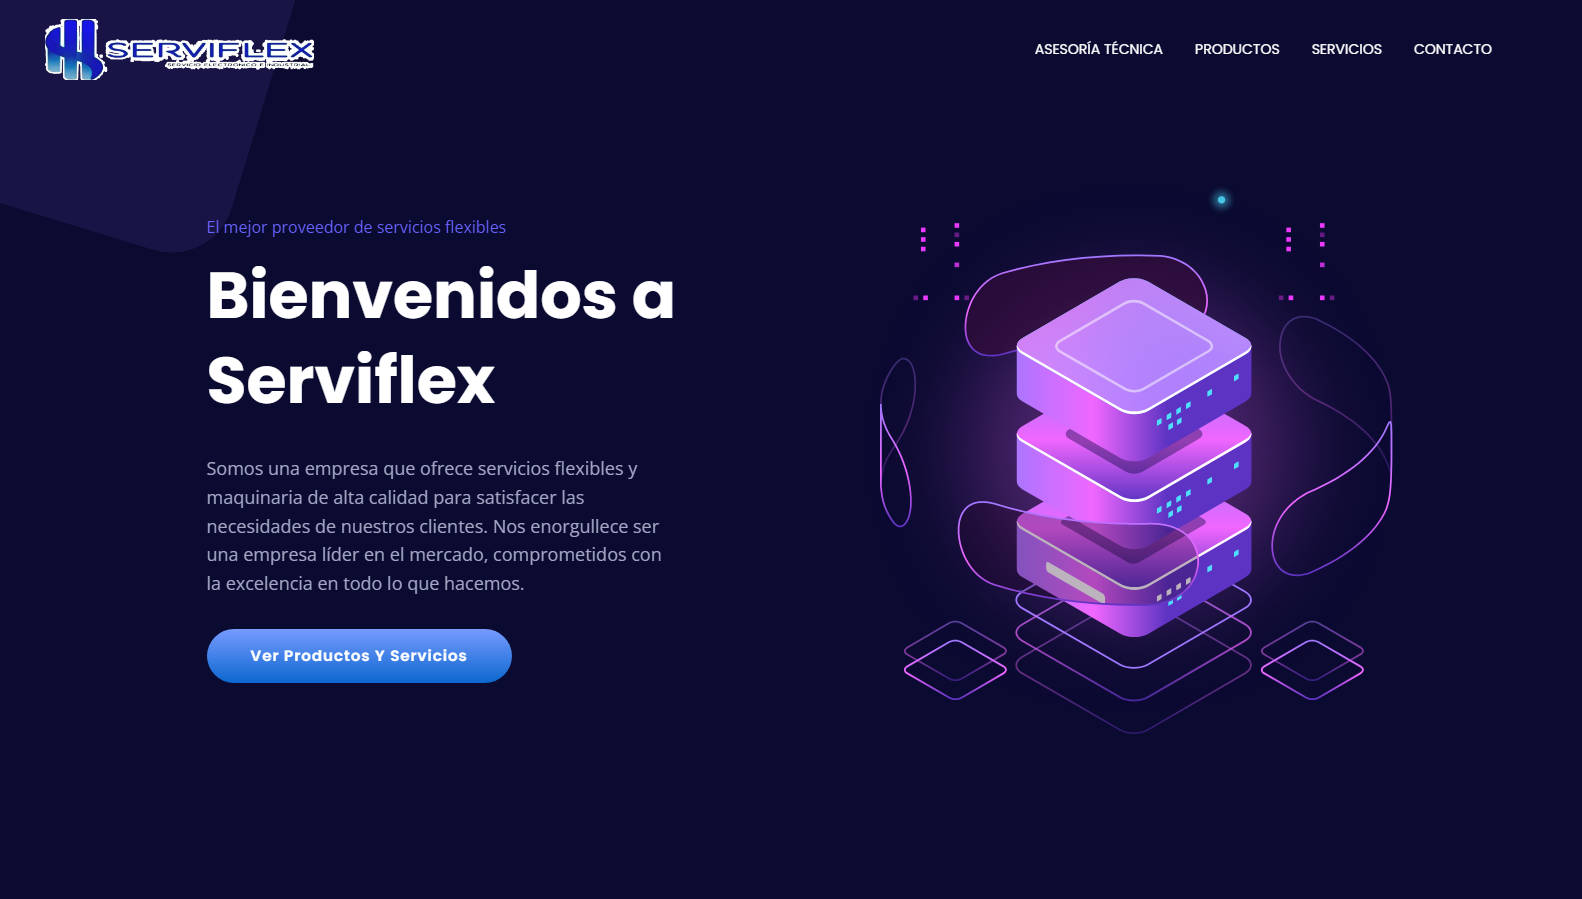 SERVIFLEX
SERVICIO ELECTRONICO E INDUSTRIAL
ASESORÍA TÉCNICA PRODUCTOS SERVICIOS CONTACTO
El mejor proveedor de servicios flexibles
Bienvenidos a
Serviflex
Somos una empresa que ofrece servicios flexibles y
maquinaria de alta calidad para satisfacer las
necesidades de nuestros clientes. Nos enorgullece ser
una empresa líder en el mercado, comprometidos con
la excelencia en todo lo que hacemos.
Ver Productos Y Servicios